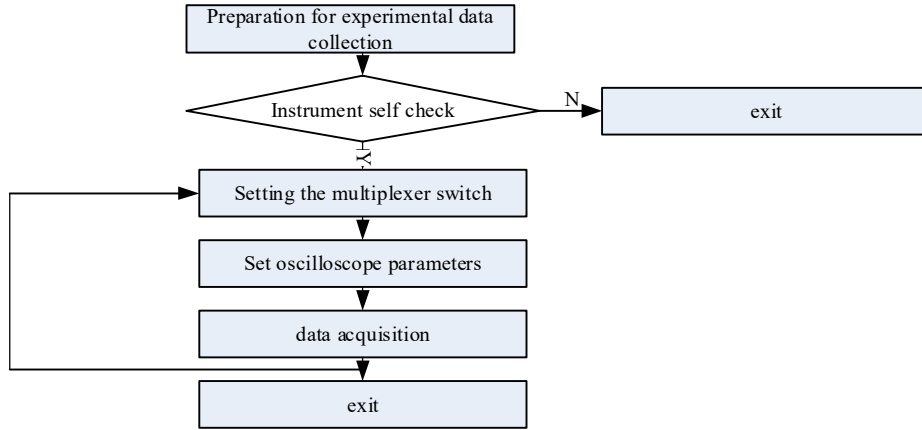 Preparation for experimental data
collection
Instrument self check
N
exit
Y
Setting the multiplexer switch
Set oscilloscope parameters
data acquisition
exit